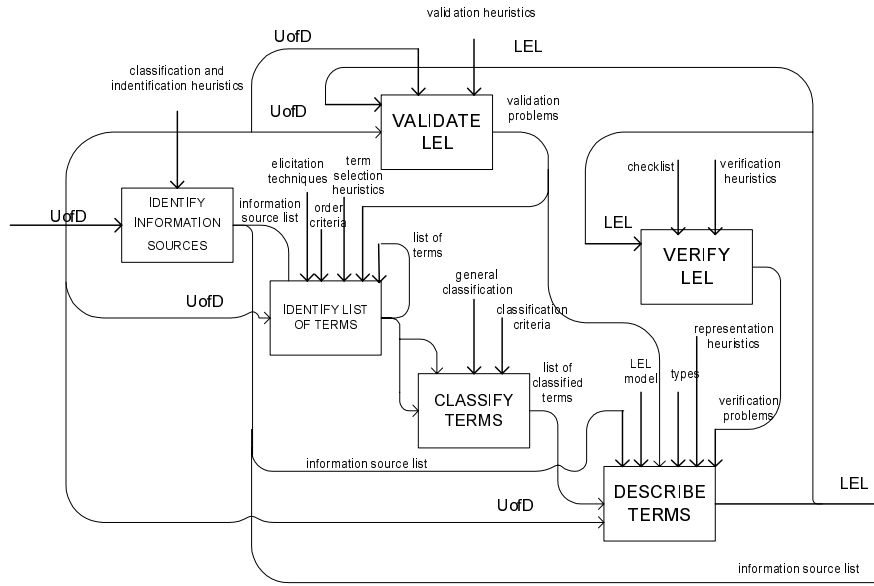 validation heuristics
UofD
LEL
classification and
indentification heuristics
UofD
validation
problems
VALIDATE
LEL
elicitation
techniques
term
selection
heuristics
checklist
verification
heuristics
IDENTIFY
INFORMATION
SOURCES
information
source list
order
criteria
UofD
LEL
list of
terms
VERIFY
LEL
general
classification
UofD
IDENTIFY LIST
OF TERMS
classification
criteria
representation
heuristics
list of
classified
terms
LEL
model
types
CLASSIFY
TERMS
verification
problems
information source list
LEL
DESCRIBE
TERMS
UofD
information source list